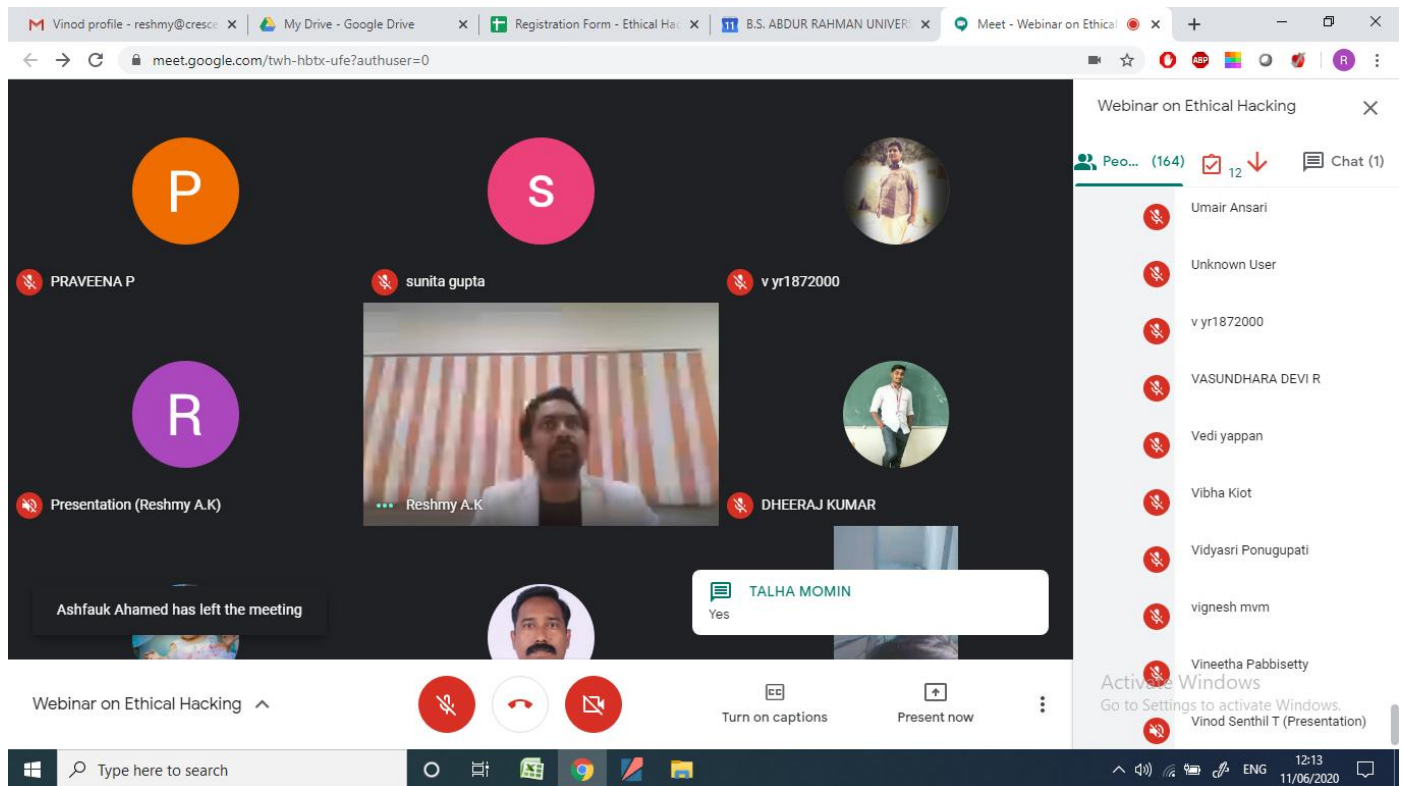 Vinod profile - reshmy@cresce
My Drive - Google Drive
Registration Form - Ethical Hac
11
B.S. ABDUR RAHMAN UNIVERS
Meet - Webinar on Ethical
meet.google.com/twh-hbtx-ufe?authuser=0
ABP
R
Webinar on Ethical Hacking
Peo... (164)
12
Chat (1)
P
S
PRAVEENA P
sunita gupta
v yr1872000
R
Presentation (Reshmy A.K)
Reshmy A.K
DHEERAJ KUMAR
Ashfauk Ahamed has left the meeting
TALHA MOMIN
Yes
Umair Ansari
Unknown User
v yr1872000
VASUNDHARA DEVI R
Vedi yappan
Vibha Kiot
Vidyasri Ponugupati
vignesh mvm
Vineetha Pabbisetty
Activate Windows
Go to Settings to activate Windows.
Vinod Senthil T (Presentation)
Webinar on Ethical Hacking
CC
Turn on captions
Present now
Type here to search
ENG
12:13
11/06/2020